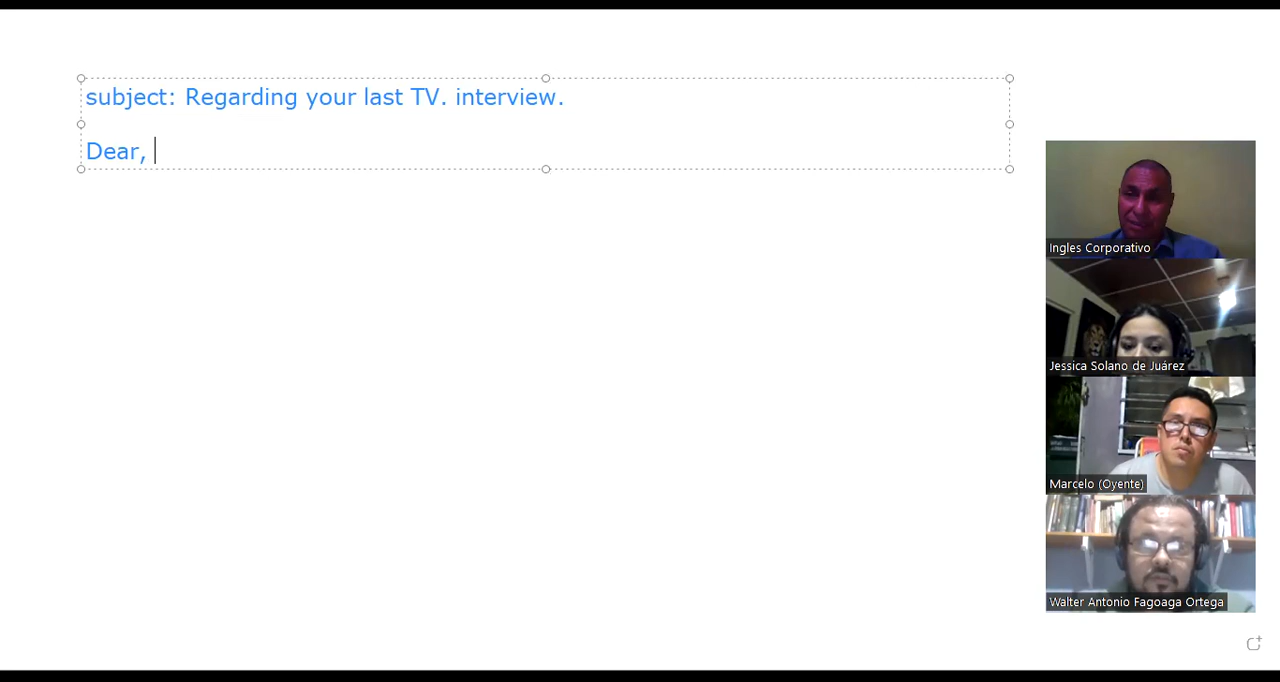 subject: Regarding your last TV. interview.
Dear,
Ingles Corporativo
Jessica Solano de Juárez
Marcelo (Oyente)
Walter Antonio Fagoaga Ortega